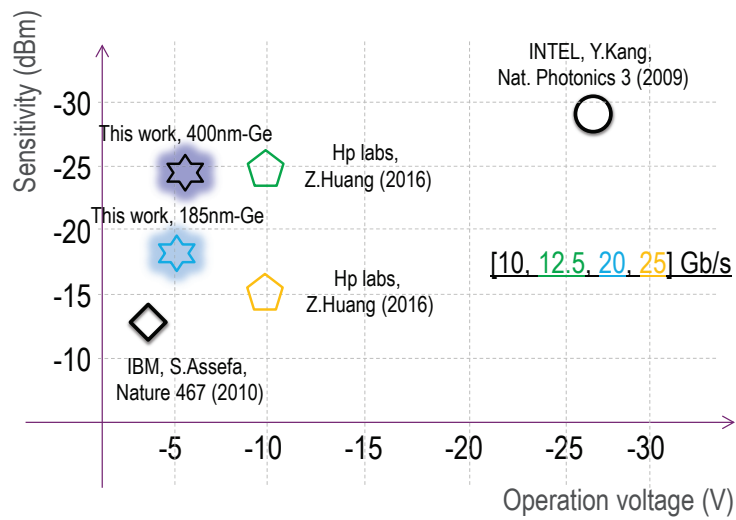 Sensitivity (dBm)
INTEL, Y.Kang,
Nat. Photonics 3 (2009)
-30
This work, 400nm-Ge
Hp labs,
Z.Huang (2016)
-25
This work, 185nm-Ge
-20
[10, 12.5, 20, 25] Gb/s
Hp labs,
Z.Huang (2016)
-15
-10
IBM, S.Assefa,
Nature 467 (2010)
-5 -10 -15 -20 -25 -30
Operation voltage (V)